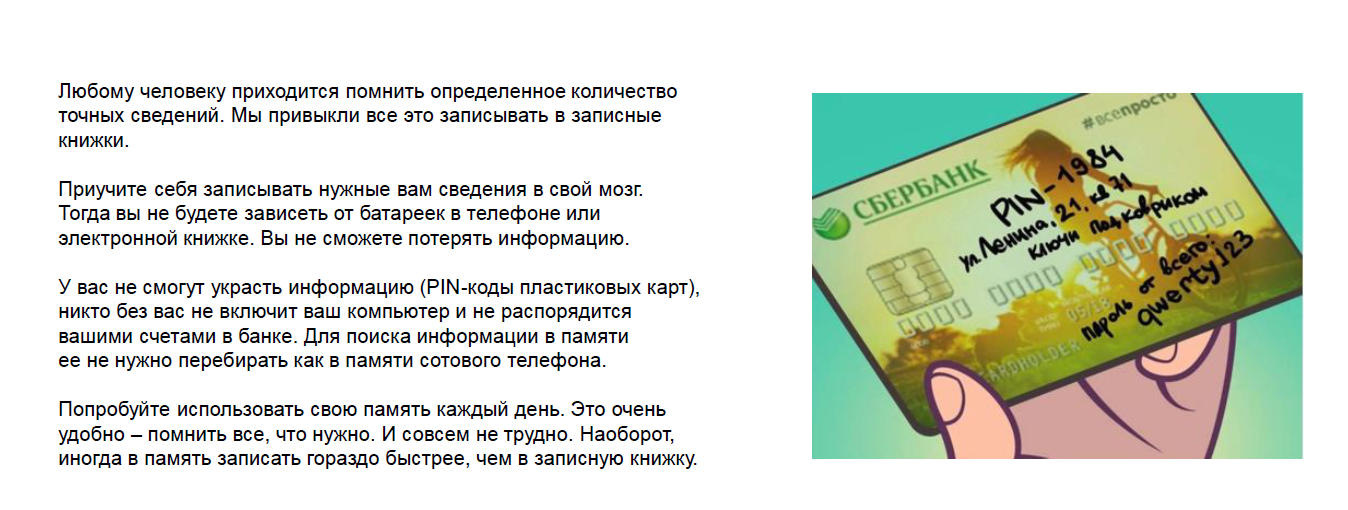 Любому человеку приходится помнить определенное количество
точных сведений. Мы привыкли все это записывать в записные
книжки.
Приучите себя записывать нужные вам сведения в свой мозг.
Тогда вы не будете зависеть от батареек в телефоне или
электронной книжке. Вы не сможете потерять информацию.
У вас не смогут украсть информацию (PIN-коды пластиковых карт),
никто без вас не включит ваш компьютер и не распорядится
вашими счетами в банке. Для поиска информации в памяти
ее не нужно перебирать как в памяти сотового телефона.
Попробуйте использовать свою память каждый день. Это очень
удобно – помнить все, что нужно. И совсем не трудно. Наоборот,
иногда в память записать гораздо быстрее, чем в записную книжку.
#всепросто
СБЕРБАНК
PIN-1984
ул Ленина, 21, кв 71
ключи под ковриком
05/18
пароль от всего:
qwerty123
CARDHOLDER